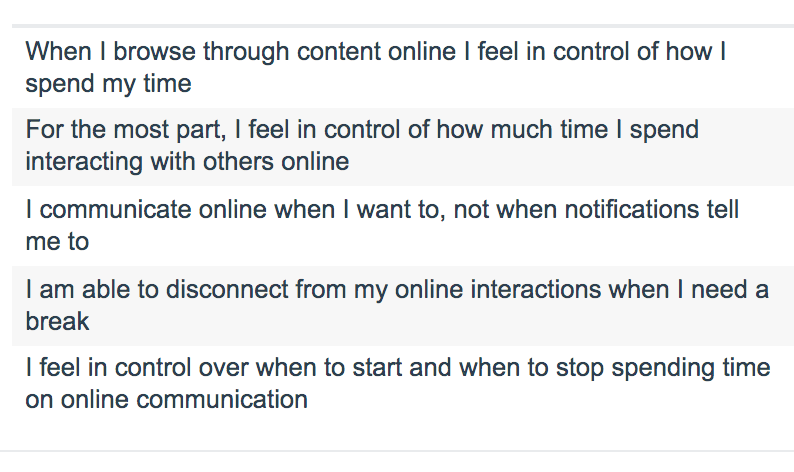 When I browse through content online I feel in control of how I
spend my time
For the most part, I feel in control of how much time I spend
interacting with others online
I communicate online when I want to, not when notifications tell
me to
I am able to disconnect from my online interactions when I need a
break
I feel in control over when to start and when to stop spending time
on online communication